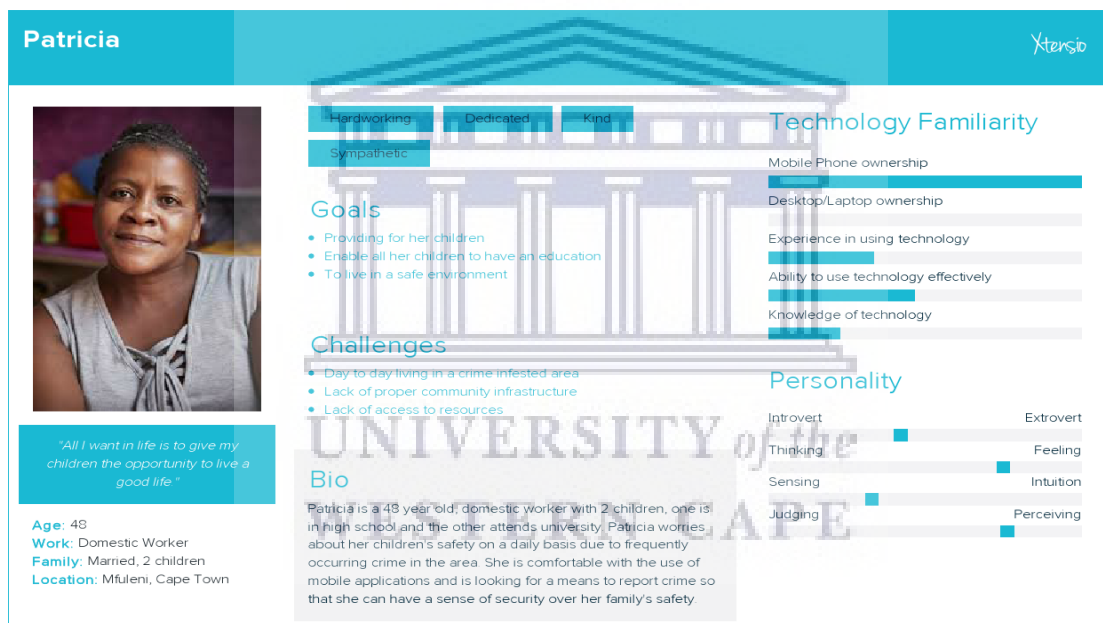 Patricia
Xtensio
Hardworking
Dedicated
Kind
Sympathetic
Goals
Providing for her children
Enable all her children to have an education
To live in a safe environment
Challenges
Day to day living in a crime infested area
Lack of proper community infrastructure
Lack of access to resources
Bio
Patricia is a 48 year old, domestic worker with 2 children, one is
in high school and the other attends university. Patricia worries
about her children's safety on a daily basis due to frequently
occurring crime in the area. She is comfortable with the use of
mobile applications and is looking for a means to report crime so
that she can have a sense of security over her family's safety.
"All I want in life is to give my
children the opportunity to live a
good life "
Age: 48
Work: Domestic Worker
Family: Married, 2 children
Location: Mfuleni, Cape Town
Technology Familiarity
Mobile Phone ownership
Desktop/Laptop ownership
Experience in using technology
Ability to use technology effectively
Knowledge of technology
Personality
Introvert Extrovert
Thinking Feeling
Sensing Intuition
Judging Perceiving
UNIVERSITY of the
WESTERN CAPE